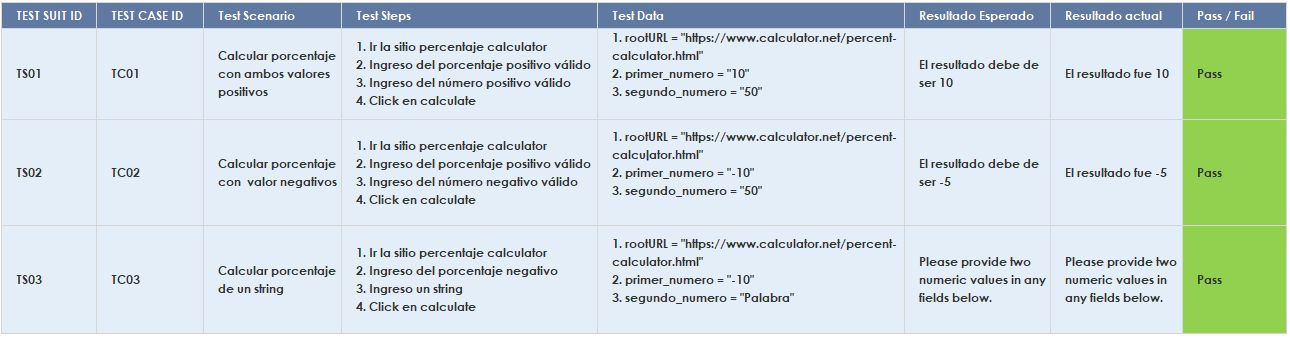 TEST SUIT ID TEST CASE ID Test Scenario Test Steps Test Data Resultado Esperado Resultado actual Pass / Fail
TS01
TC01
Calcular porcentaje
con ambos valores
positivos
1. Ir la sitio percentaje calculator
2. Ingreso del porcentaje positivo válido
3. Ingreso del número positivo válido
4. Click en calculate
1. rootURL = "https://www.calculator.net/percent-
calculator.html"
2. primer_numero = "10"
3. segundo_numero = "50"
El resultado debe de
ser 10
El resultado fue 10
Pass
TS02
TC02
Calcular porcentaje
con valor negativos
1. Ir la sitio percentaje calculator
2. Ingreso del porcentaje positivo válido
3. Ingreso del número negativo válido
4. Click en calculate
1. rootURL = "https://www.calculator.net/percent-
calculator.html"
2. primer_numero = "-10"
3. segundo_numero = "50"
El resultado debe de
ser -5
El resultado fue -5
Pass
TS03
TC03
Calcular porcentaje
de un string
1. Ir la sitio percentaje calculator
2. Ingreso del porcentaje negativo
3. Ingreso un string
4. Click en calculate
1. rootURL = "https://www.calculator.net/percent-
calculator.html"
2. primer_numero = "-10"
3. segundo_numero = "Palabra"
Please provide two
numeric values in any
fields below.
Please provide two
numeric values in
any fields below.
Pass